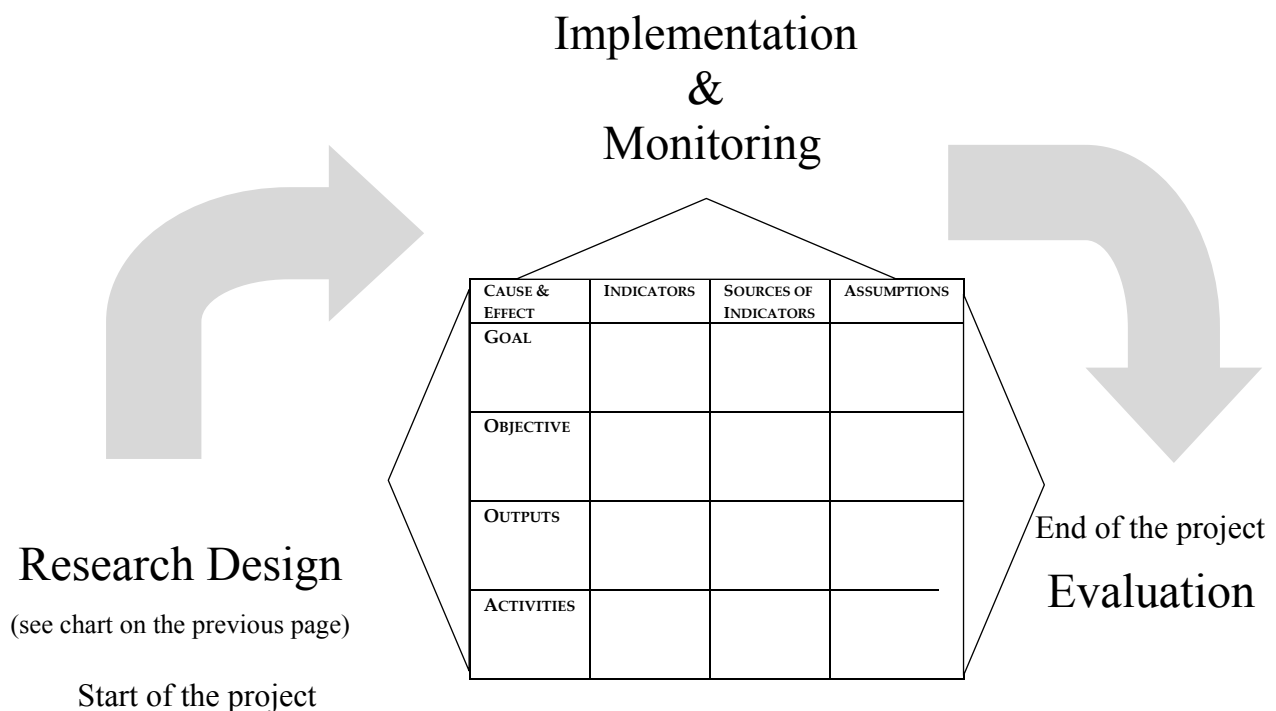 Implementation
&
Monitoring
CAUSE & EFFECT INDICATORS SOURCES OF INDICATORS ASSUMPTIONS
GOAL
OBJECTIVE
OUTPUTS
ACTIVITIES
Research Design
(see chart on the previous page)
Start of the project
End of the project
Evaluation